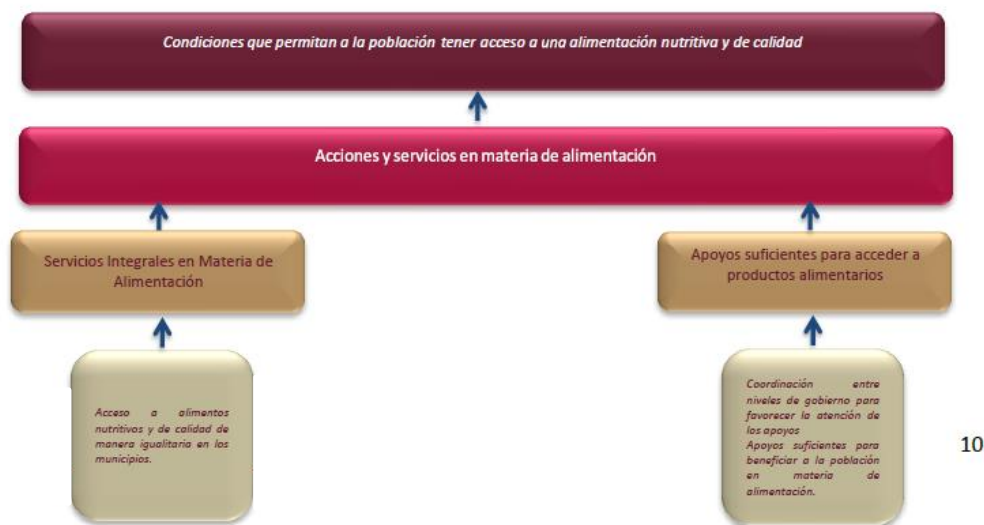 Condiciones que permitan a la población tener acceso a una alimentación nutritiva y de calidad
Acciones y servicios en materia de alimentación
Servicios Integrales en Materia de
Alimentación
Apoyos suficientes para acceder a
productos alimentarios
Acceso a alimentos
nutritivos y de calidad de
manera igualitaria en los
municipios.
Coordinación entre
niveles de gobierno para
favorecer la atención de
los apoyos
Apoyos suficientes para
beneficiar a la población
en materia de
alimentación.
10